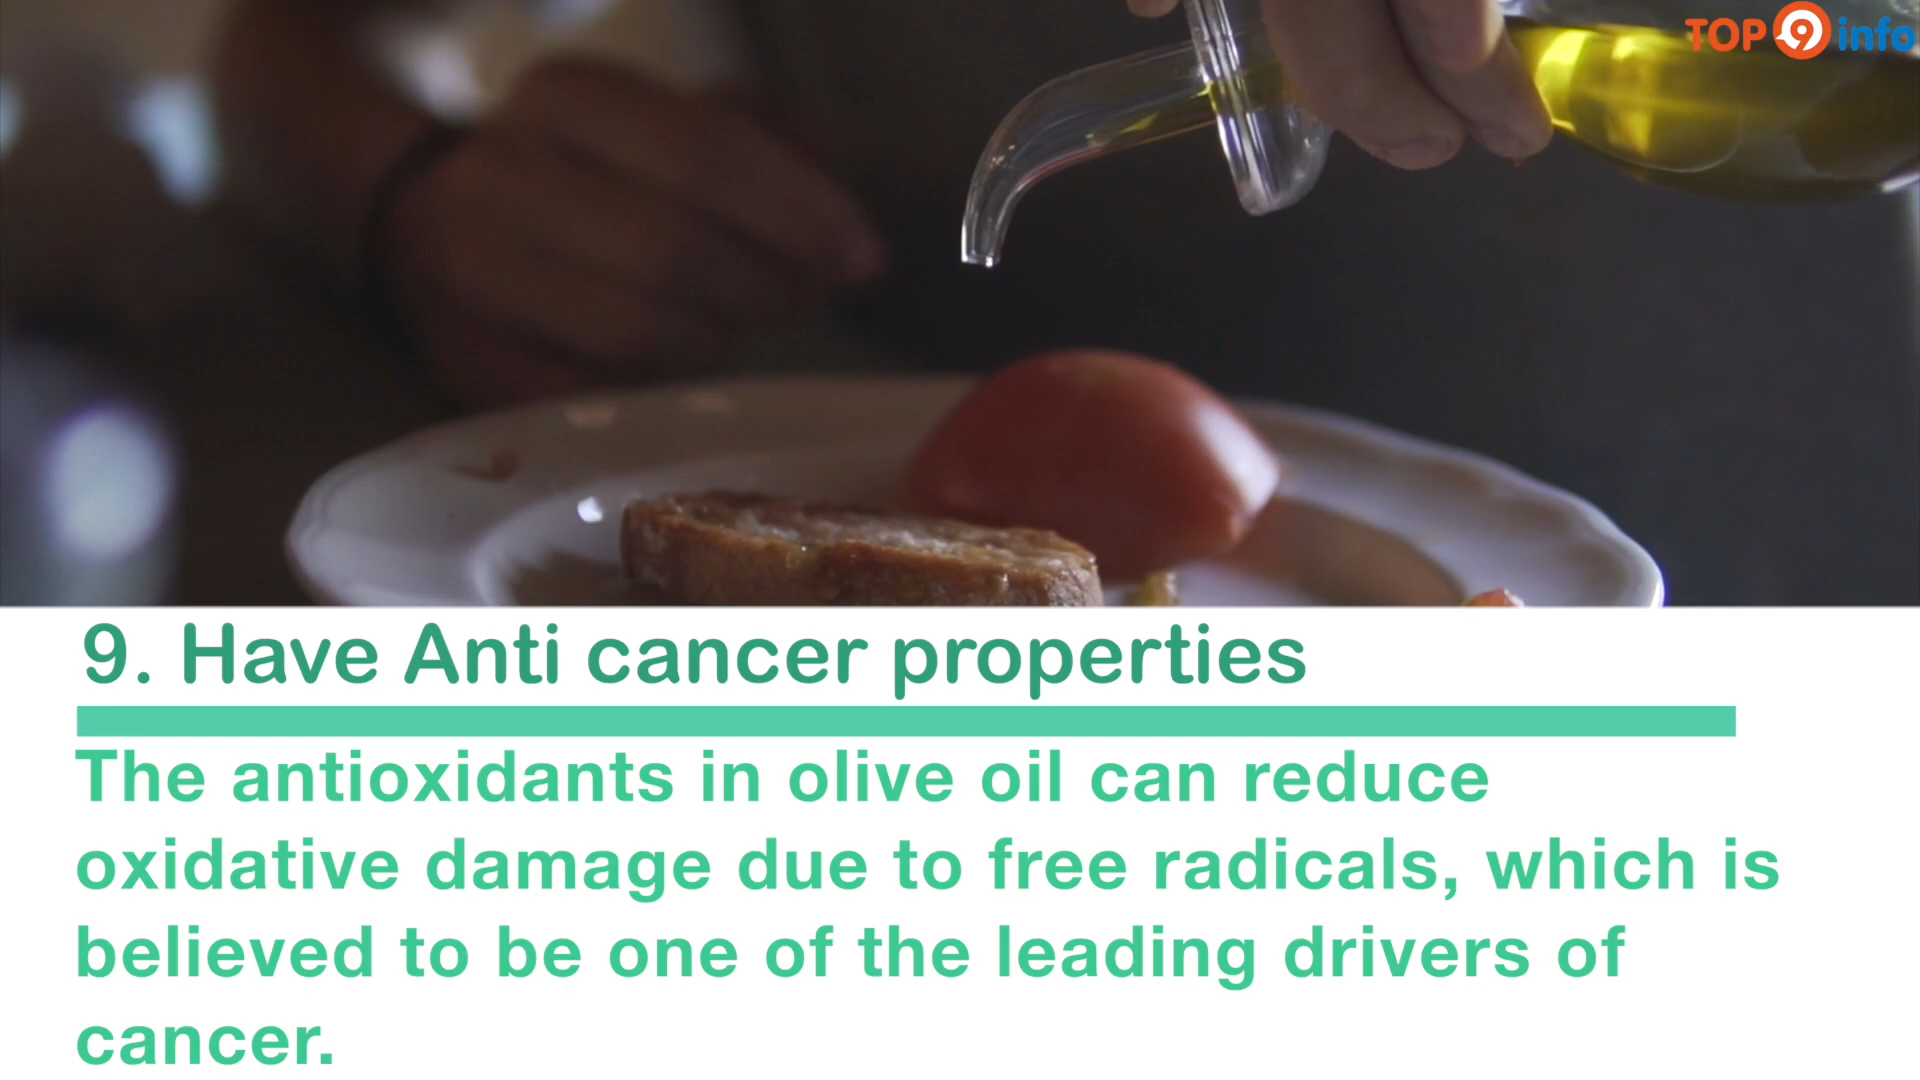 TOP 9 info
9. Have Anti cancer properties
The antioxidants in olive oil can reduce
oxidative damage due to free radicals, which is
believed to be one of the leading drivers of
cancer.